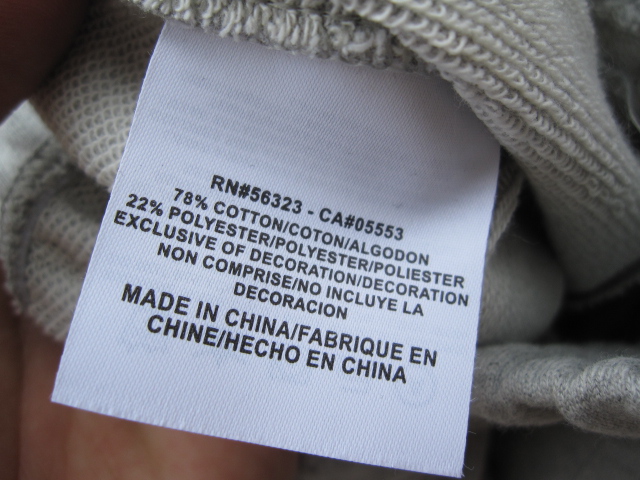 RN#56323 - CA#05553
78% COTTON/COTON/ALGODON
22% POLYESTER/POLYESTER/POLIESTER
EXCLUSIVE OF DECORATION/DECORATION
NON COMPRISE/NO INCLUYE LA
DECORACION
MADE IN CHINA/FABRIQUE EN
CHINE/HECHO EN CHINA